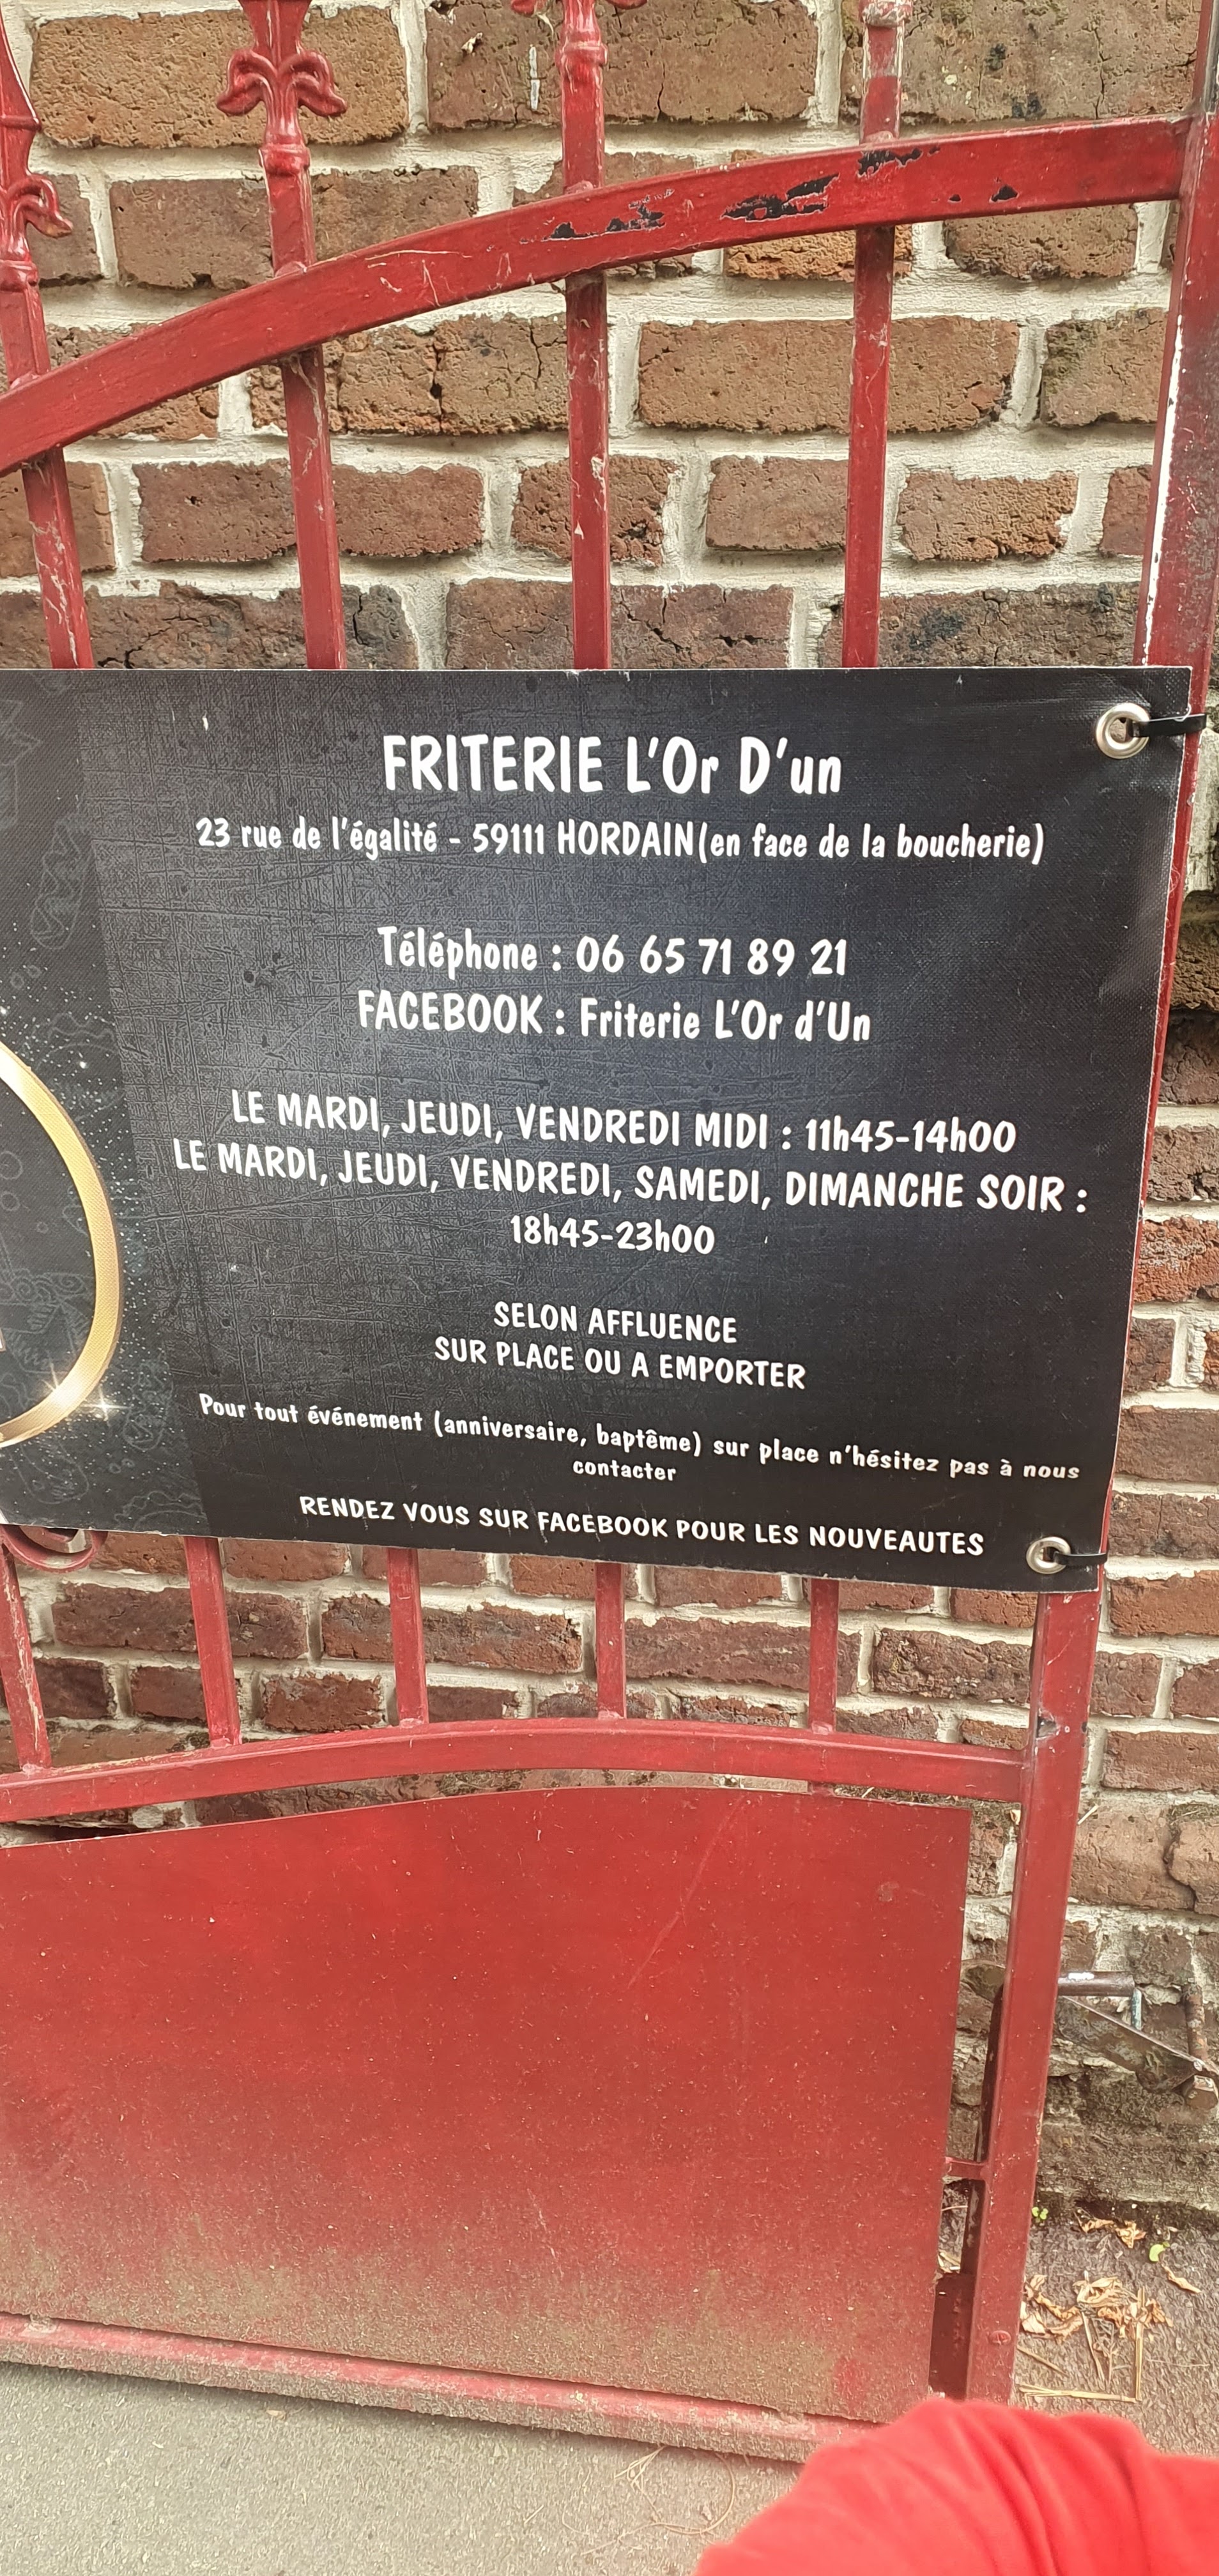 FRITERIE L'Or D'un
23 rue de l'égalité - 59111 HORDAIN(en face de la boucherie)
Téléphone : 06 65 71 89 21
FACEBOOK : Friterie L'Or d'Un
LE MARDI, JEUDI, VENDREDI MIDI : 11h45-14h00
LE MARDI, JEUDI, VENDREDI, SAMEDI, DIMANCHE SOIR :
18h45-23h00
SELON AFFLUENCE
SUR PLACE OU A EMPORTER
Pour tout événement (anniversaire, baptême) sur place n'hésitez pas à nous
contacter
RENDEZ VOUS SUR FACEBOOK POUR LES NOUVEAUTES